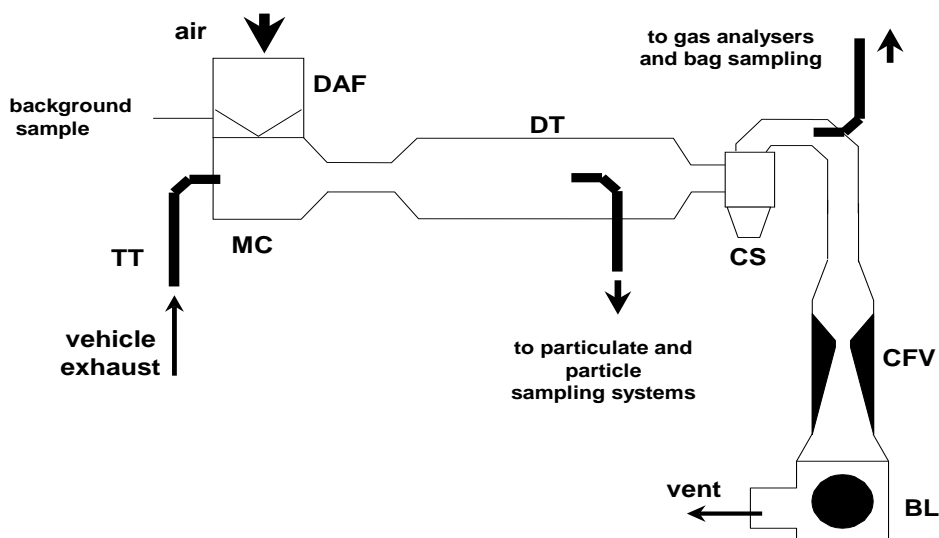 air
DAF
background
sample
DT
to gas analysers
and bag sampling
TT
MC
CS
vehicle
exhaust
to particulate and
particle
sampling systems
CFV
vent
BL